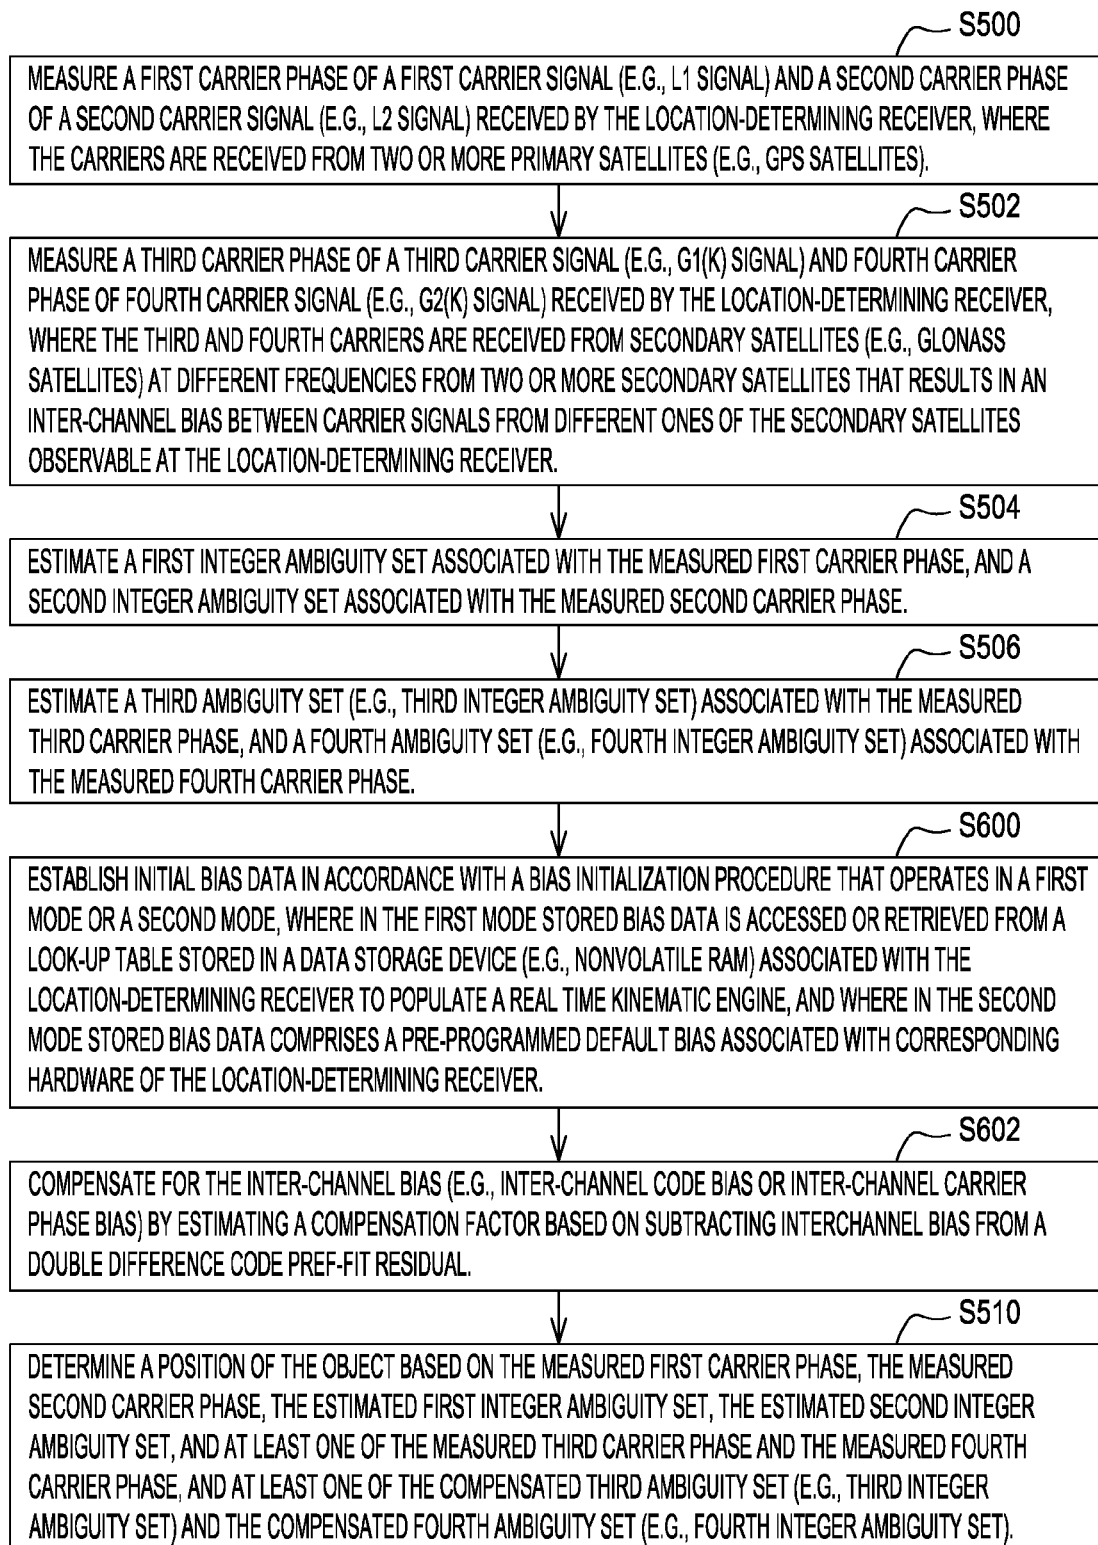 S500
MEASURE A FIRST CARRIER PHASE OF A FIRST CARRIER SIGNAL (E.G., L1 SIGNAL) AND A SECOND CARRIER PHASE
OF A SECOND CARRIER SIGNAL (E.G., L2 SIGNAL) RECEIVED BY THE LOCATION-DETERMINING RECEIVER, WHERE
THE CARRIERS ARE RECEIVED FROM TWO OR MORE PRIMARY SATELLITES (E.G., GPS SATELLITES).
S502
MEASURE A THIRD CARRIER PHASE OF A THIRD CARRIER SIGNAL (E.G., G1(K) SIGNAL) AND FOURTH CARRIER
PHASE OF FOURTH CARRIER SIGNAL (E.G., G2(K) SIGNAL) RECEIVED BY THE LOCATION-DETERMINING RECEIVER,
WHERE THE THIRD AND FOURTH CARRIERS ARE RECEIVED FROM SECONDARY SATELLITES (E.G., GLONASS
SATELLITES) AT DIFFERENT FREQUENCIES FROM TWO OR MORE SECONDARY SATELLITES THAT RESULTS IN AN
INTER-CHANNEL BIAS BETWEEN CARRIER SIGNALS FROM DIFFERENT ONES OF THE SECONDARY SATELLITES
OBSERVABLE AT THE LOCATION-DETERMINING RECEIVER.
S504
ESTIMATE A FIRST INTEGER AMBIGUITY SET ASSOCIATED WITH THE MEASURED FIRST CARRIER PHASE, AND A
SECOND INTEGER AMBIGUITY SET ASSOCIATED WITH THE MEASURED SECOND CARRIER PHASE.
S506
ESTIMATE A THIRD AMBIGUITY SET (E.G., THIRD INTEGER AMBIGUITY SET) ASSOCIATED WITH THE MEASURED
THIRD CARRIER PHASE, AND A FOURTH AMBIGUITY SET (E.G., FOURTH INTEGER AMBIGUITY SET) ASSOCIATED WITH
THE MEASURED FOURTH CARRIER PHASE.
S600
ESTABLISH INITIAL BIAS DATA IN ACCORDANCE WITH A BIAS INITIALIZATION PROCEDURE THAT OPERATES IN A FIRST
MODE OR A SECOND MODE, WHERE IN THE FIRST MODE STORED BIAS DATA IS ACCESSED OR RETRIEVED FROM A
LOOK-UP TABLE STORED IN A DATA STORAGE DEVICE (E.G., NONVOLATILE RAM) ASSOCIATED WITH THE
LOCATION-DETERMINING RECEIVER TO POPULATE A REAL TIME KINEMATIC ENGINE, AND WHERE IN THE SECOND
MODE STORED BIAS DATA COMPRISES A PRE-PROGRAMMED DEFAULT BIAS ASSOCIATED WITH CORRESPONDING
HARDWARE OF THE LOCATION-DETERMINING RECEIVER.
S602
COMPENSATE FOR THE INTER-CHANNEL BIAS (E.G., INTER-CHANNEL CODE BIAS OR INTER-CHANNEL CARRIER
PHASE BIAS) BY ESTIMATING A COMPENSATION FACTOR BASED ON SUBTRACTING INTERCHANNEL BIAS FROM A
DOUBLE DIFFERENCE CODE PREF-FIT RESIDUAL.
S510
DETERMINE A POSITION OF THE OBJECT BASED ON THE MEASURED FIRST CARRIER PHASE, THE MEASURED
SECOND CARRIER PHASE, THE ESTIMATED FIRST INTEGER AMBIGUITY SET, THE ESTIMATED SECOND INTEGER
AMBIGUITY SET, AND AT LEAST ONE OF THE MEASURED THIRD CARRIER PHASE AND THE MEASURED FOURTH
CARRIER PHASE, AND AT LEAST ONE OF THE COMPENSATED THIRD AMBIGUITY SET (E.G., THIRD INTEGER
AMBIGUITY SET) AND THE COMPENSATED FOURTH AMBIGUITY SET (E.G., FOURTH INTEGER AMBIGUITY SET).